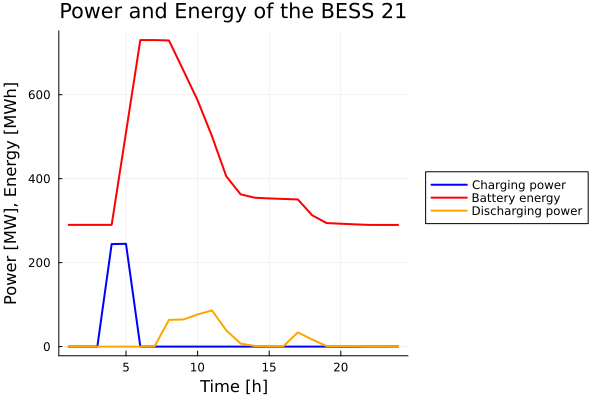 Power and Energy of the BESS 21
Power [MW], Energy [MWh]
600
400
200
0
5
10
15
20
Time [h]
Charging power
Battery energy
Discharging power